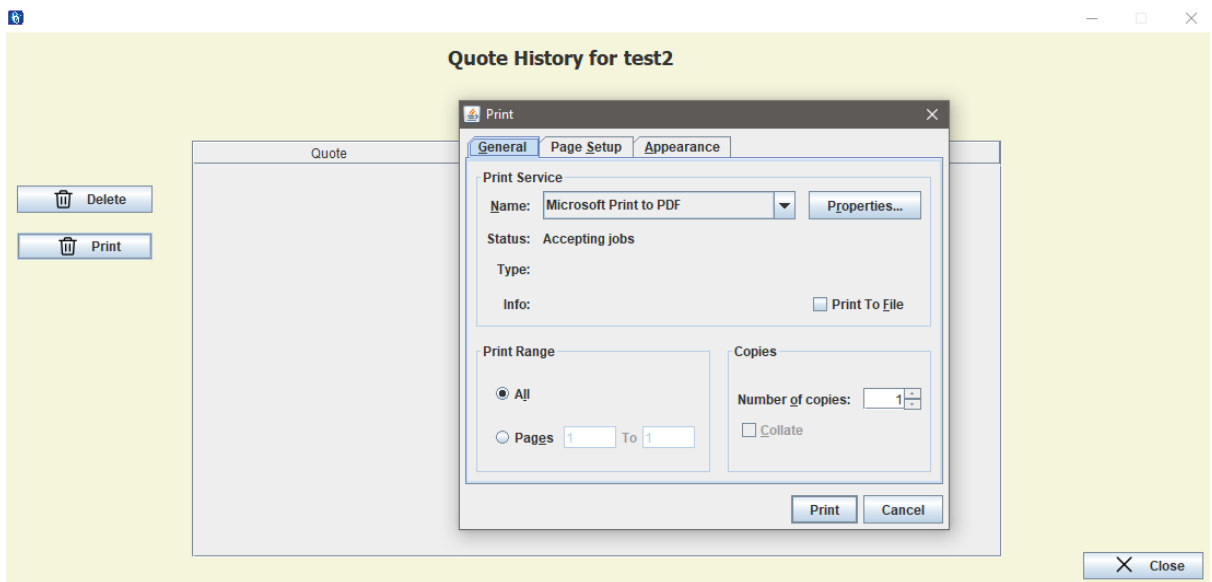 Quote History for test2
Print
Quote
General Page Setup Appearance
Print Service
Name: Microsoft Print to PDF Properties...
Delete
Status: Accepting jobs
Print
Type:
Info: Print To File
Print Range Copies
All
Number of copies: 1
Pages 1 To 1
Collate
Print Cancel
Close